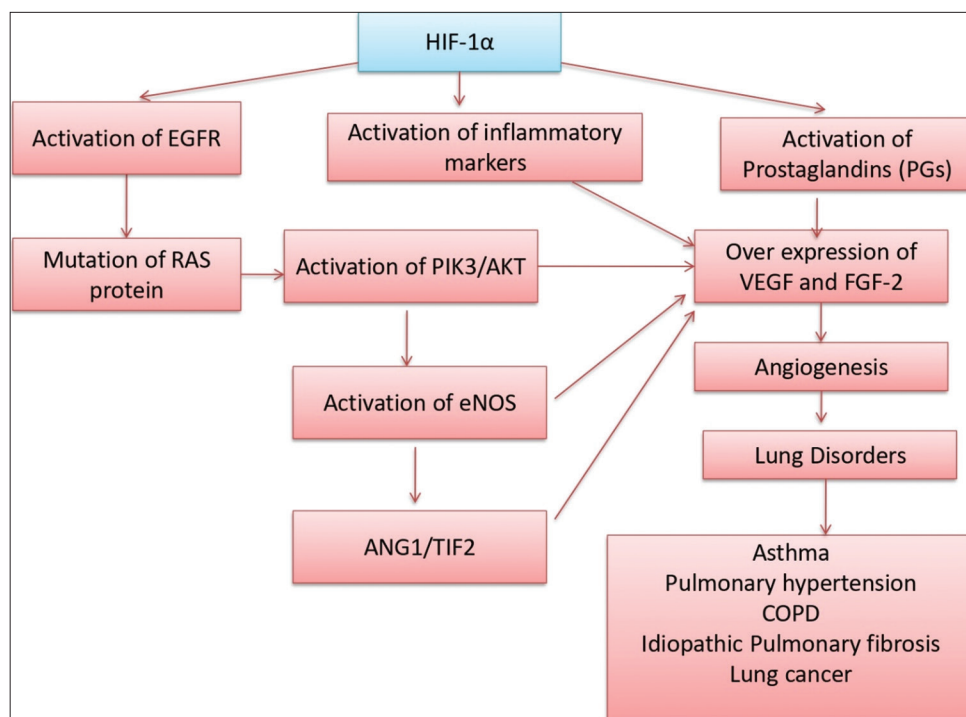 HIF-1α
Activation of EGFR
Activation of inflammatory
markers
Activation of
Prostaglandins (PGs)
Mutation of RAS
protein
Activation of PIK3/AKT
Over expression of
VEGF and FGF-2
Activation of eNOS
Angiogenesis
Lung Disorders
ANG1/TIF2
Asthma
Pulmonary hypertension
COPD
Idiopathic Pulmonary fibrosis
Lung cancer